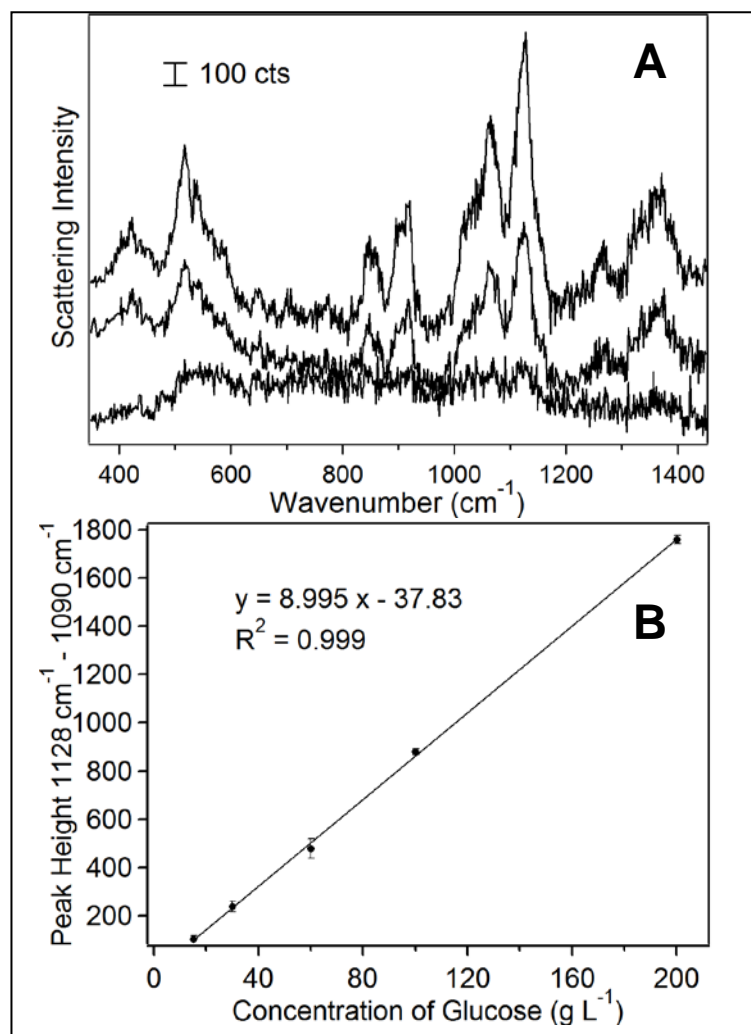 A
100 cts
Scattering Intensity
400 600 800 1000 1200 1400
Wavenumber (cm⁻¹)
B
1800
1600
1400
1200
1000
800
600
400
200
y = 8.995 x - 37.83
R² = 0.999
Peak Height 1128 cm⁻¹ - 1090 cm⁻¹
0 40 80 120 160 200
Concentration of Glucose (g L⁻¹)